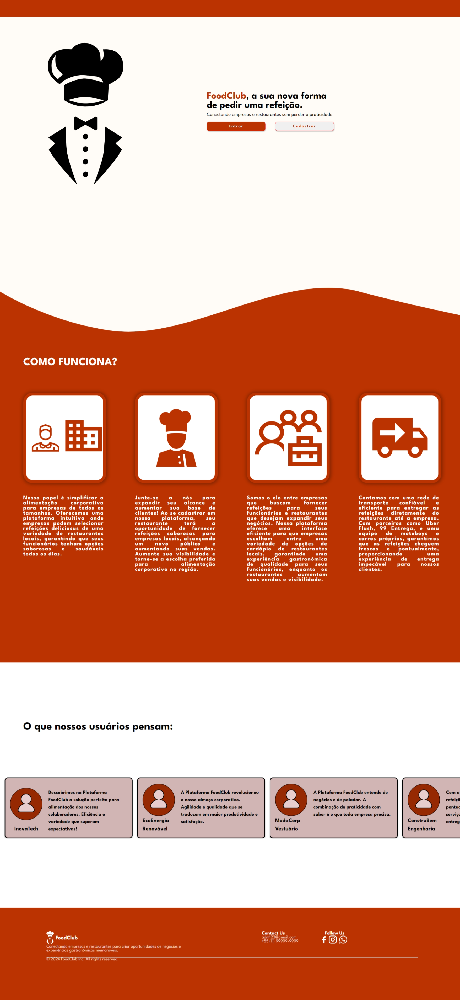 FoodClub, a sua nova forma
de pedir uma refeição.
Conectando empresas e restaurantes sem perder a praticidade
Entrar
Cadastrar
COMO FUNCIONA?
Nosso papel é simplificar a
alimentação corporativa
para empresas de todos os
tamanhos. Oferecemos uma
plataforma intuitiva onde
empresas podem selecionar
refeições deliciosas de uma
variedade de restaurantes
locais, garantindo que seus
funcionários tenham opções
saborosas e saudáveis
todos os dias.
Junte-se a nós para
expandir seu alcance e
aumentar sua base de
clientes! Ao se cadastrar em
nossa plataforma, seu
restaurante terá a
oportunidade de fornecer
refeições saborosas para
empresas locais, alcançando
um novo público e
aumentando suas vendas.
Aumente sua visibilidade e
torne-se a escolha preferida
para alimentação
corporativa na região.
Somos o elo entre empresas
que buscam fornecer
refeições para seus
funcionários e restaurantes
que desejam expandir seus
negócios. Nossa plataforma
oferece uma interface
eficiente para que empresas
escolham entre uma
variedade de opções de
cardápio de restaurantes
locais, garantindo uma
experiência gastronômica
de qualidade para seus
funcionários, enquanto os
restaurantes aumentam
suas vendas e visibilidade.
Contamos com uma rede de
transporte confiável e
eficiente para entregar as
refeições diretamente do
restaurante até a empresa.
Com parceiros como Uber
Flash, 99 Entrega, e uma
equipe de motoboys e
carros próprios, garantimos
que as refeições cheguem
frescas e pontualmente,
proporcionando uma
experiência de entrega
impecável para nossos
clientes.
O que nossos usuários pensam:
InovaTech
Descobrimos na Plataforma
FoodClub a solução perfeita para
alimentação dos nossos
colaboradores. Eficiência e
variedade que superam
expectativas!
EcoEnergia
Renovável
A Plataforma FoodClub revolucionou
o nosso almoço corporativo.
Agilidade e qualidade que se
traduzem em maior produtividade e
satisfação.
ModaCorp
Vestuário
A Plataforma FoodClub entende de
negócios e de paladar. A
combinação de praticidade com
sabor é o que toda empresa precisa.
ConstruBem
Engenharia
Com a
FoodClub
Conectando empresas e restaurantes para criar oportunidades de negócios e
experiências gastronômicas memoráveis.
Contact Us
adm123@gmail.com
+55 (11) 99999-9999
Follow Us
© 2024 FoodClub Inc. All rights reserved.